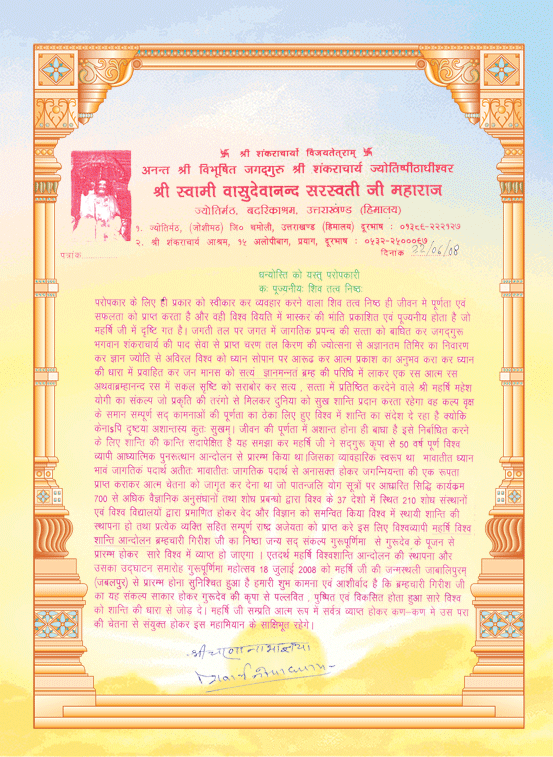 卐 श्री शंकराचार्यो विजयतेतराम् 卐
अनन्त श्री विभूषित जगद्गुरु श्री शंकराचार्य ज्योतिष्पीठाधीश्वर
श्री स्वामी वासुदेवानन्द सरस्वती जी महाराज
ज्योतिर्मठ, बदरिकाश्रम, उत्तराखण्ड (हिमालय)
१. ज्योतिर्मठ, (जोशीमठ) जि० चमोली, उत्तराखण्ड (हिमालय) दूरभाष : ०१३८६-२२२१२७
२. श्री शंकराचार्य आश्रम, १५ अलोपीबाग, प्रयाग, दूरभाष : ०५३२-२५०००६७
पत्रांक
दिनांक 22/06/08
धन्योस्ति को यस्तु परोपकारी
कः पूज्यनीयः शिव तत्व निष्ठः
परोपकार के लिए ही प्रकार को स्वीकार कर व्यवहार करने वाला शिव तत्व निष्ठ ही जीवन मे पूर्णता एवं
सफलता को प्राप्त करता है और वही विश्व वियति में भास्कर की भांति प्रकाशित एवं पूज्यनीय होता है जो
महर्षि जी में दृष्टि गत है। जगती तल पर जगत में जागतिक प्रपन्च की सत्ता को बाधित कर जगद्गुरू
भगवान शंकराचार्य की पाद सेवा से प्राप्त चरण तल किरण की ज्योत्सना से अज्ञानतम तिमिर का निवारण
कर ज्ञान ज्योति से अविरल विश्व को ध्यान सोपान पर आरूढ़ कर आत्म प्रकाश का अनुभव करा कर ध्यान
की धारा में प्रवाहित कर जन मानस को सत्यं ज्ञानमन्नतं ब्रम्ह की परिधि में लाकर एक रस आत्म रस
अथवाब्रम्हानन्द रस में सकल सृष्टि को सराबोर कर सत्य , सत्ता में प्रतिष्ठित करदेने वाले श्री महर्षि महेश
योगी का संकल्प जो प्रकृति की तरंगो से मिलकर दुनिया को सुख शान्ति प्रदान करता रहेगा वह कल्प बृक्ष
के समान सम्पूर्ण सद् कामनाओं की पूर्णता का ठेका लिए हुए विश्व में शान्ति का संदेश दे रहा है क्योकि
दृष्टया अशान्तस्य कुतः सुखम्। जीवन की पूर्णता में अशान्त होना ही बाधा है इसे निर्बाधित करने
के लिए शान्ति की कान्ति सदापेक्षित है यह समझा कर महर्षि जी ने सद्गुरू कृपा से 50 वर्ष पूर्ण विश्व
व्यापी आध्यात्मिक पुनरूत्थान आन्दोलन से प्रारम्भ किया था।जिसका व्यावहारिक स्वरूप था मावातीत ध्यान
भावं जागतिकं पदार्थ अतीतः भावातीतः जागतिक पदार्थ से अनासक्त होकर जगन्नियन्ता की एक रूपता
प्राप्त कराकर आत्म चेतना को जागृत कर देना था जो पातन्जलि योग सूत्रों पर आधारित सिद्धि कार्यकम
700 से अधिक वैज्ञानिक अनुसंधानों तथा शोध प्रबन्धो द्वारा विश्व के 37 देशो में स्थित 210 शोध संस्थानों
एवं विश्व विद्यालयों द्वारा प्रमाणित होकर वेद और विज्ञान को समन्वित किया विश्व में स्थायी शान्ति की
स्थापना हो तथा प्रत्येक व्यक्ति सहित सम्पूर्ण राष्ट्र अजेयता को प्राप्त करे इस लिए विश्वव्यापी महर्षि विश्व
शान्ति आन्दोलन ब्रम्हचारी गिरीश जी का निष्ठा जन्य सद् संकल्प गुरूपूर्णिमा से गुरूदेव के पूजन से
प्रारम्भ होकर सारे विश्व में व्याप्त हो जाएगा । एतदर्थ महर्षि विश्वशान्ति आन्दोलन की स्थापना और
उसका उद्घाटन समारोह गुरूपूर्णिमा महोत्सव 18 जुलाई 2008 को महर्षि जी की जन्मस्थली जाबालिपुरम्
(जबलपुर) से प्रारम्भ होना सुनिश्चित हुआ है हमारी शुभ कामना एवं आशीर्वाद है कि ब्रम्हचारी गिरीश जी
का यह संकल्प साकार होकर गुरूदेव की कृपा से पल्लवित , पुष्पित एवं विकसित होता हुआ सारे विश्व
को शान्ति की धारा से जोड़ दे। महर्षि जी सम्प्रति आत्म रूप में सर्वत्र व्याप्त होकर कण–कण मे उस परा
की चेतना से संयुक्त होकर इस महाभियान के साक्षिभूत रहेगें।